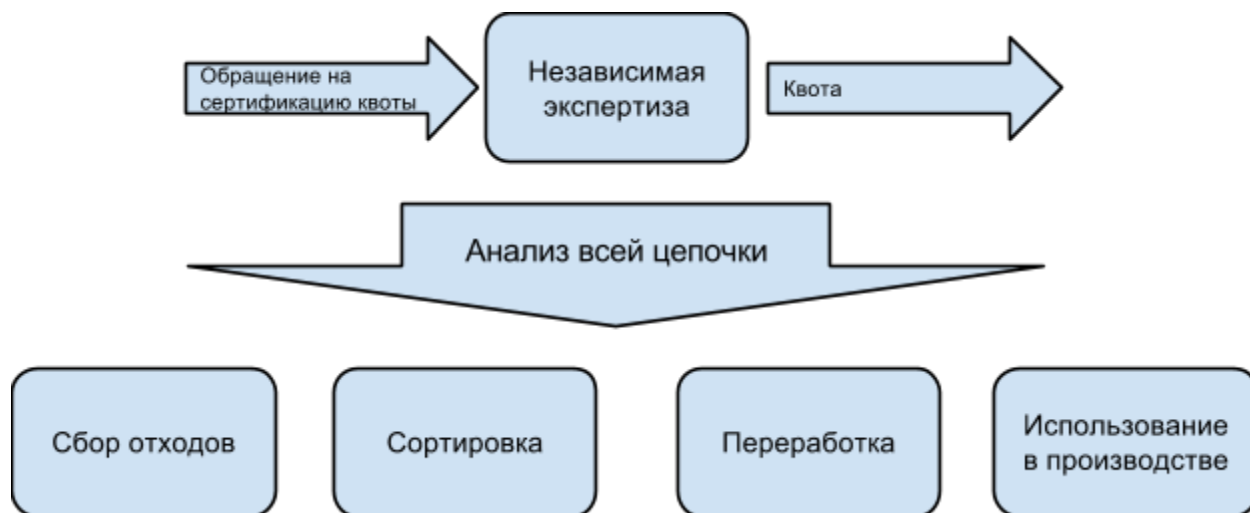 Обращение на
сертификацию квоты
Независимая
экспертиза
Квота
Анализ всей цепочки
Сбор отходов
Сортировка
Переработка
Использование
в производстве